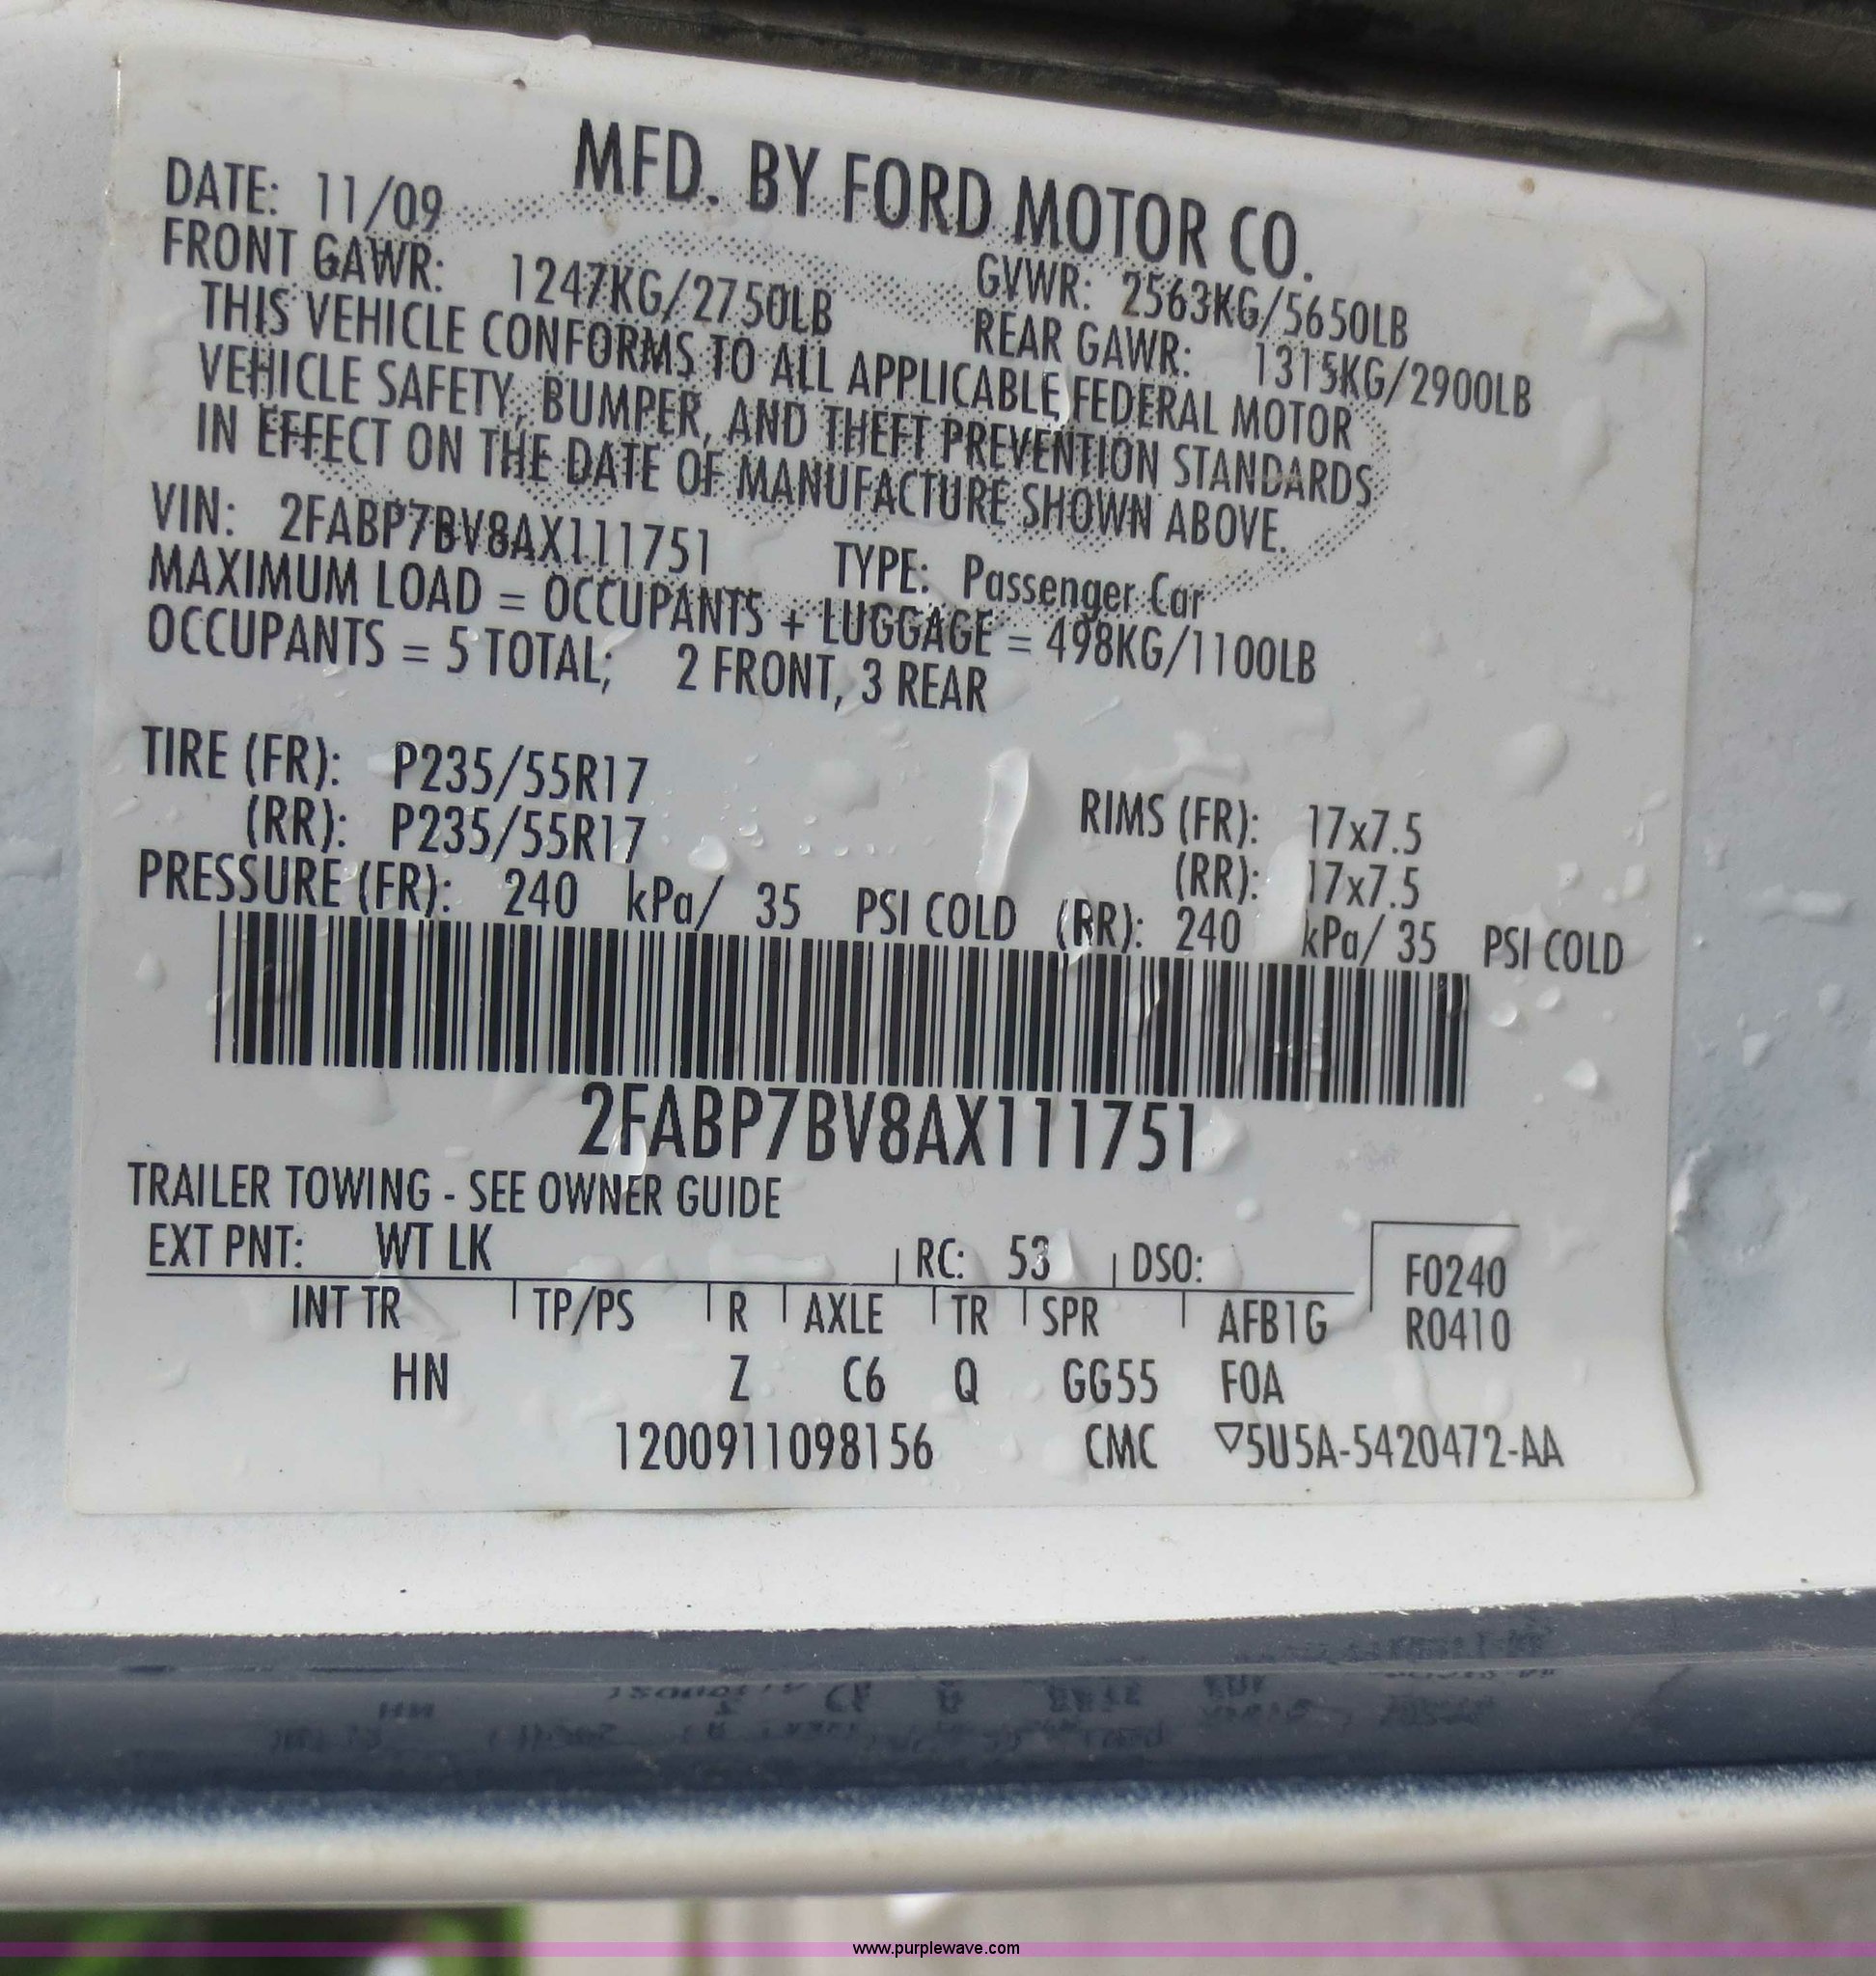 MFD. BY FORD MOTOR CO.
DATE: 11/09
GVWR: 2563KG/5650LB
FRONT GAWR: 1247KG/2750LB
REAR GAWR: 1315KG/2900LB
THIS VEHICLE CONFORMS TO ALL APPLICABLE FEDERAL MOTOR
VEHICLE SAFETY, BUMPER, AND THEFT PREVENTION STANDARDS
IN EFFECT ON THE DATE OF MANUFACTURE SHOWN ABOVE.
VIN: 2FABP7BV8AX111751 TYPE: Passenger Car
MAXIMUM LOAD = OCCUPANTS + LUGGAGE = 498KG/1100LB
OCCUPANTS = 5 TOTAL; 2 FRONT, 3 REAR
TIRE (FR): P235/55R17 RIMS (FR): 17x7.5
(RR): P235/55R17 (RR): 17x7.5
PRESSURE (FR): 240 kPa/ 35 PSI COLD (RR): 240 kPa/ 35 PSI COLD
2FABP7BV8AX111751
TRAILER TOWING - SEE OWNER GUIDE
EXT PNT: WT LK RC: 53 DSO: F0240
INT TR TP/PS R AXLE TR SPR AFB1G R0410
HN Z C6 Q GG55 F0A
1200911098156 CMC ▽5U5A-5420472-AA
www.purplewave.com